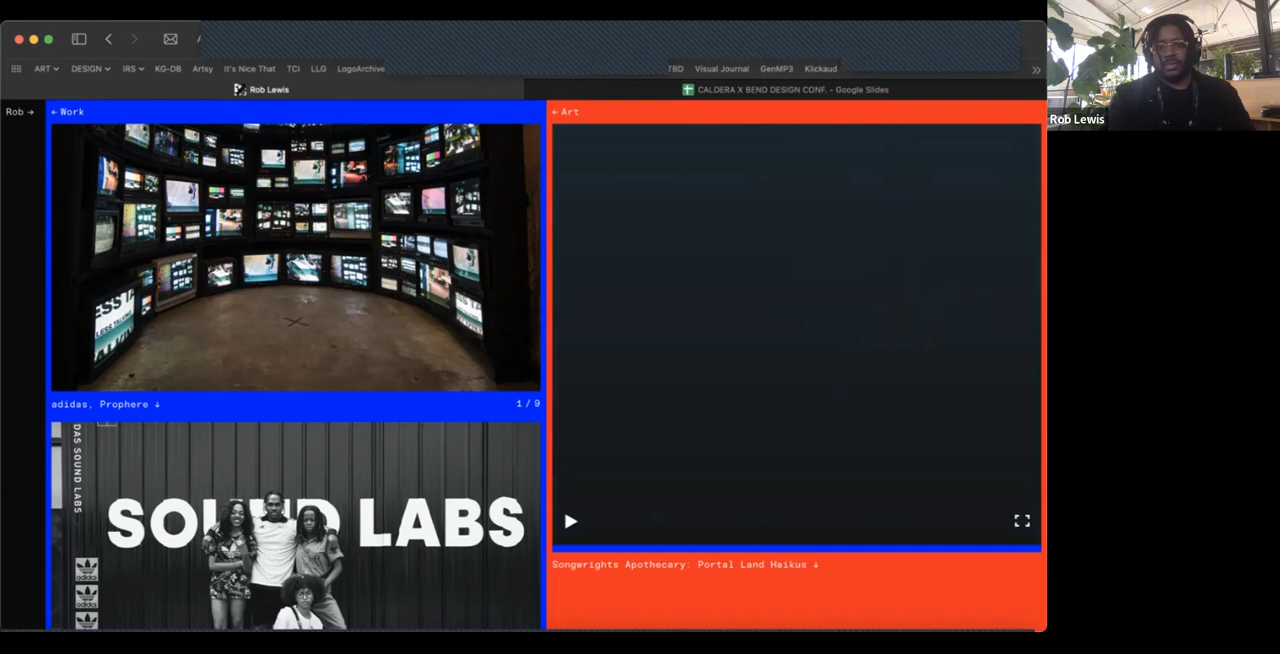 ART DESIGN IRS KG-DB Artsy It's Nice That TCI LLG LogoArchive TBD Visual Journal GenMP3 Klickaud
Rob Lewis
CALDERA X BEND DESIGN CONF. - Google Slides
Rob Lewis
Rob →
← Work
← Art
adidas, Prophere ↓
1 / 9
DAS SOUND LABS
SOUND LABS
adidas
adidas
Songwrights Apothecary: Portal Land Haikus ↓